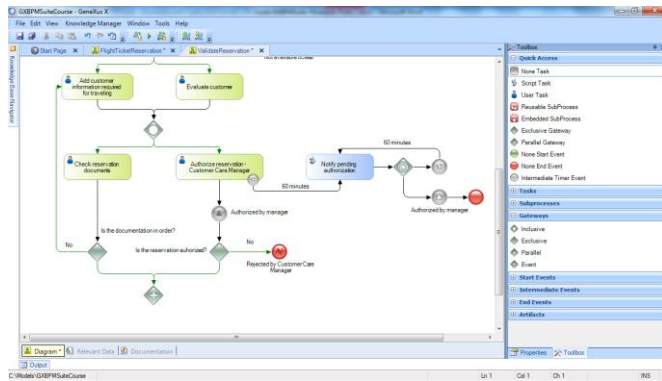 GXBPMSuiteCourse - GeneXus X
File Edit View Knowledge Manager Window Tools Help
Start Page
FlightTicketReservation *
ValidateReservation *
Knowledge Base Navigator
Add customer
information required
for traveling
Evaluate customer
60 minutes
Check reservation
documents
Authorize reservation -
Customer Care Manager
Notify pending
authorization
60 minutes
Authorized by manager
Authorized by manager
Is the documentation in order?
No
Is the reservation authorized?
No
Rejected by Customer Care
Manager
Diagram *
Relevant Data
Documentation
Output
Toolbox
Quick Access
None Task
Script Task
User Task
Reusable SubProcess
Embedded SubProcess
Exclusive Gateway
Parallel Gateway
None Start Event
None End Event
Intermediate Timer Event
Tasks
Subprocesses
Gateways
Inclusive
Exclusive
Parallel
Event
Start Events
Intermediate Events
End Events
Artifacts
Properties
Toolbox
C:\Models\GXBPMSuiteCourse
Ln 1
Col 1
Ch 1
INS